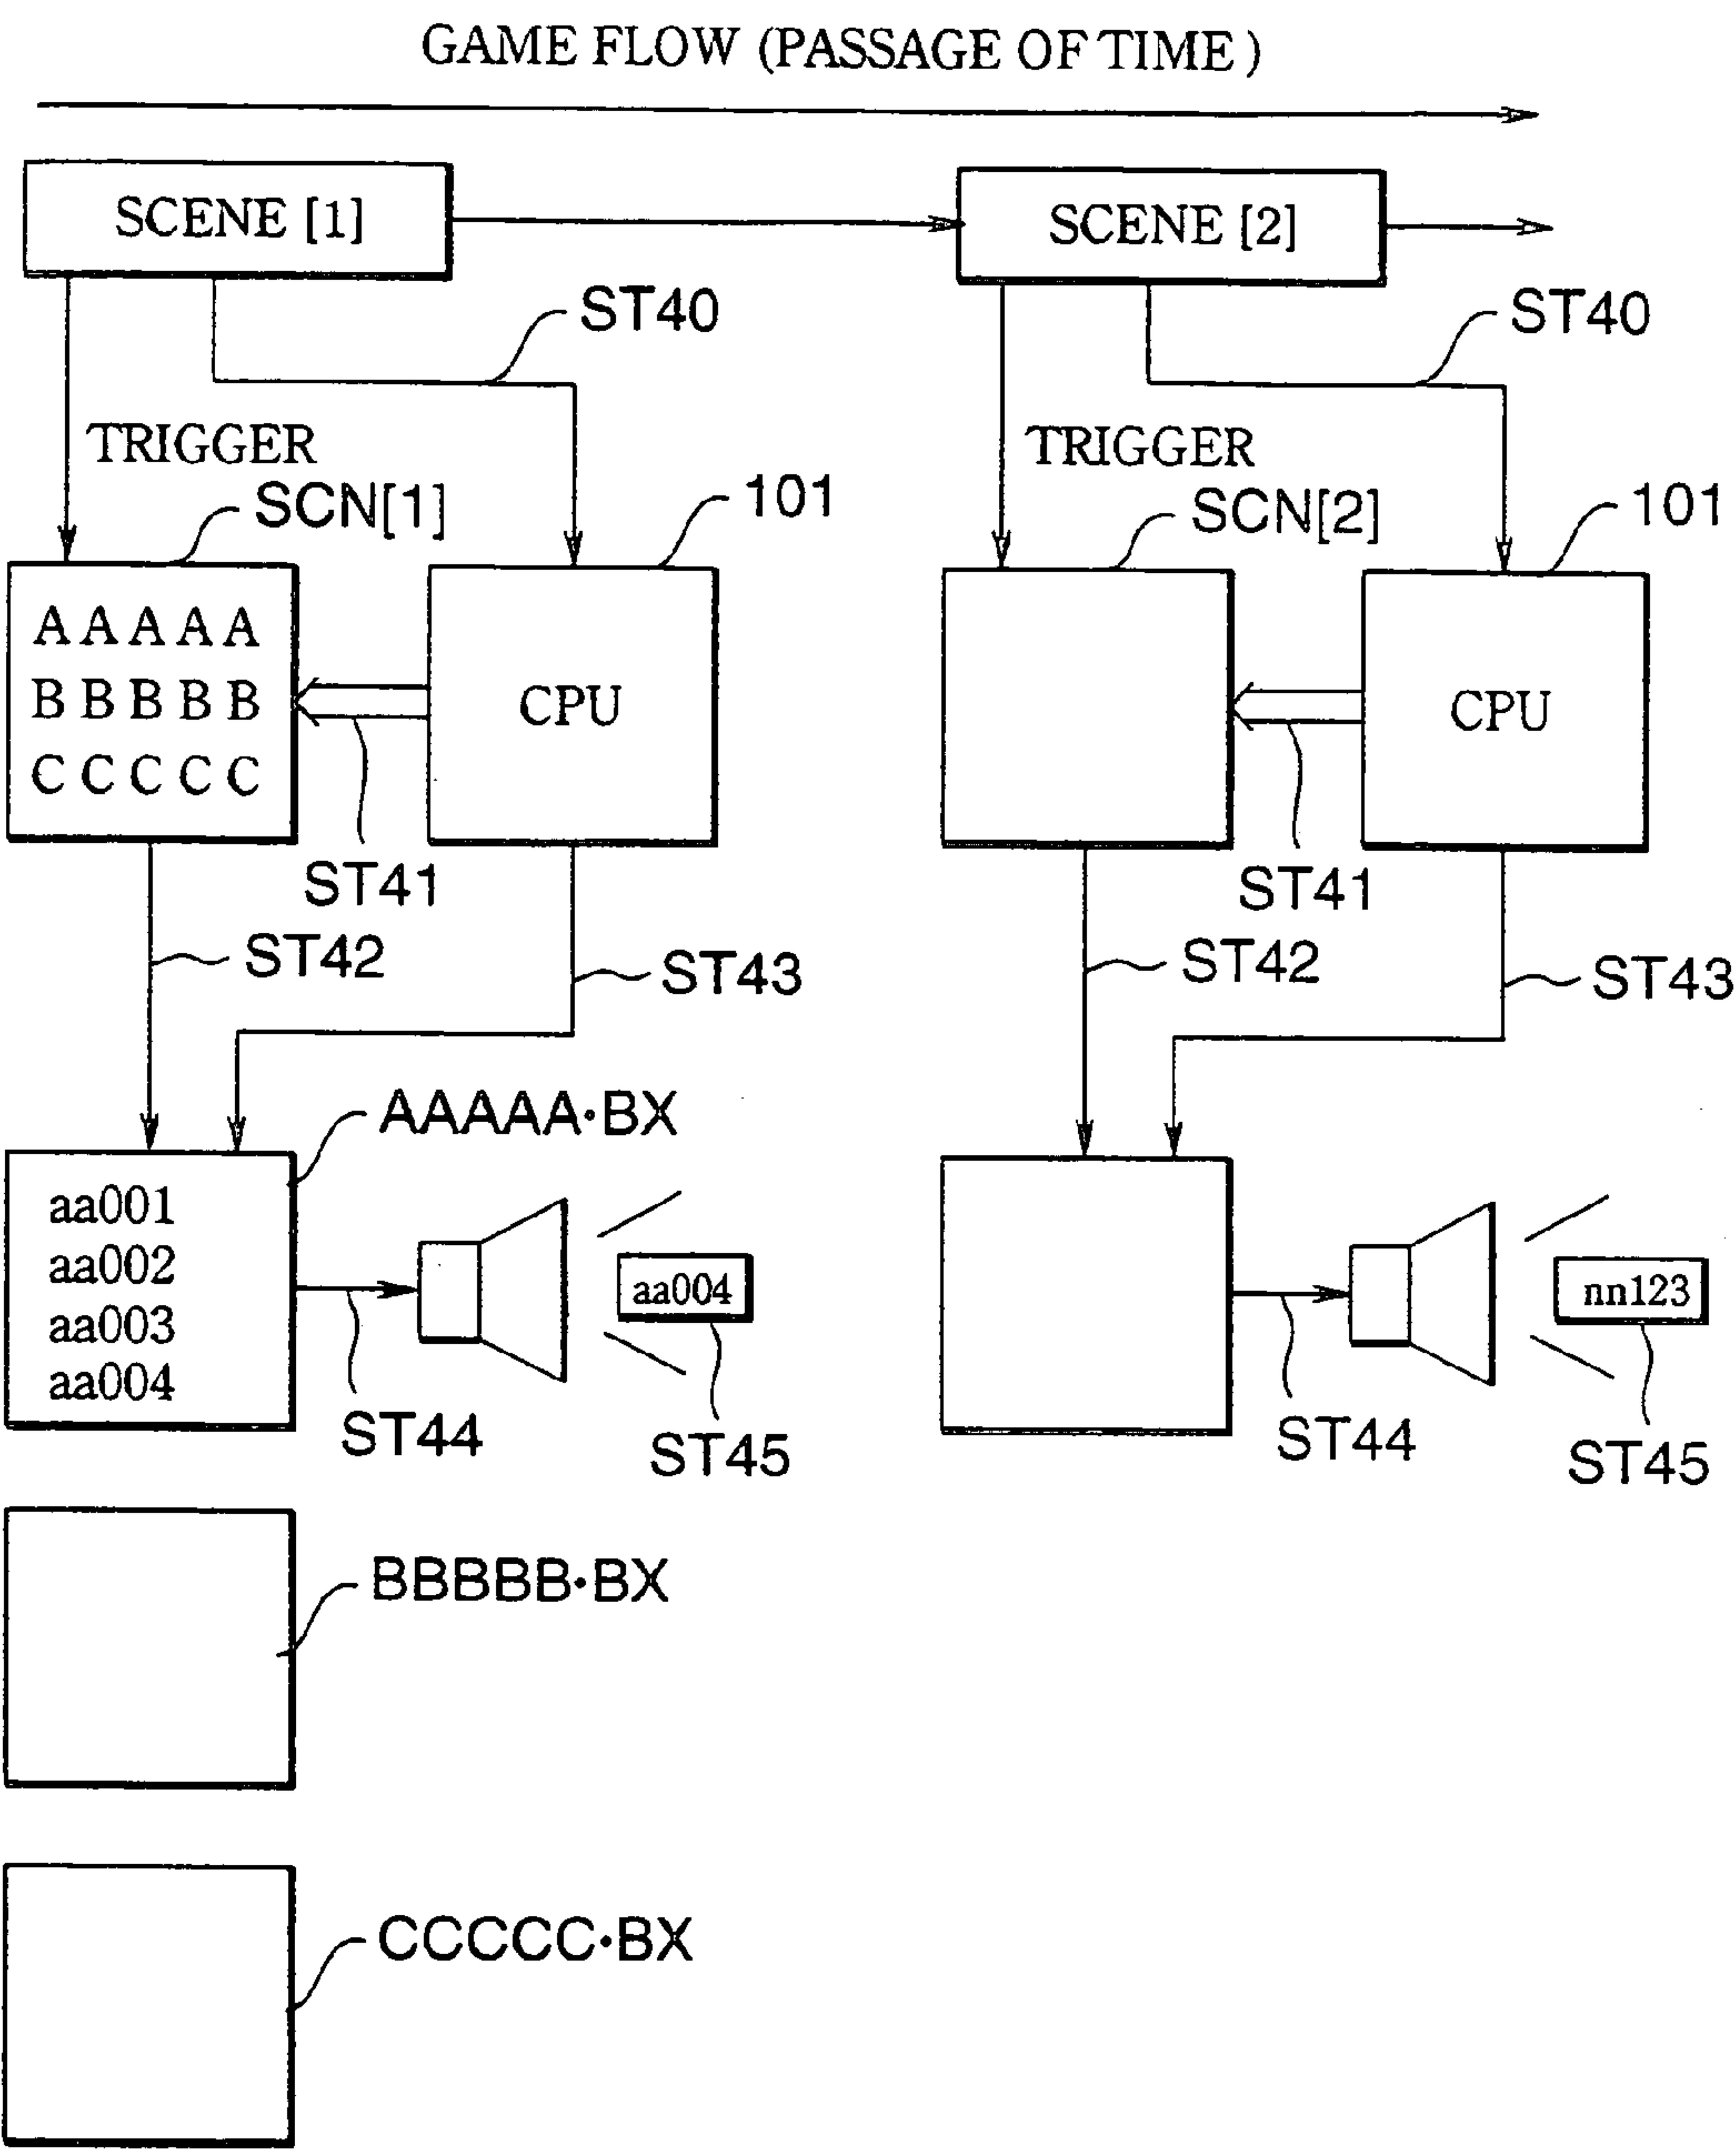 GAME FLOW (PASSAGE OF TIME)
SCENE [1]
SCENE [2]
ST40
ST40
TRIGGER
TRIGGER
SCN[1]
101
SCN[2]
101
A A A A A
B B B B B
C C C C C
CPU
CPU
ST41
ST41
ST42
ST43
ST42
ST43
AAAAA•BX
aa001
aa002
aa003
aa004
aa004
nn123
ST44
ST45
ST44
ST45
BBBBB•BX
CCCCC•BX